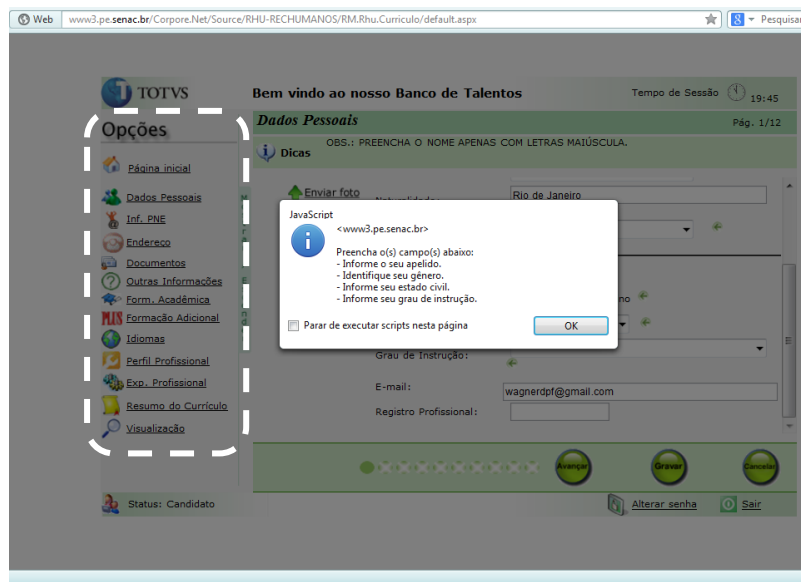 Web www3.pe.senac.br/Corpore.Net/Source/RHU-RECHUMANOS/RM.Rhu.Curriculo/default.aspx 8 Pesquisar
TOTVS
Bem vindo ao nosso Banco de Talentos
Tempo de Sessão 19:45
Opções
Página inicial
Dados Pessoais
Inf. PNE
Endereço
Documentos
Outras Informações
Form. Acadêmica
PLUS Formação Adicional
Idiomas
Perfil Profissional
Exp. Profissional
Resumo do Currículo
Visualização
Dados Pessoais
Pág. 1/12
Dicas
OBS.: PREENCHA O NOME APENAS COM LETRAS MAIÚSCULA.
Enviar foto
Rio de Janeiro
JavaScript
<www3.pe.senac.br>
Preencha o(s) campo(s) abaixo:
- Informe o seu apelido.
- Identifique seu gênero.
- Informe seu estado civil.
- Informe seu grau de instrução.
Parar de executar scripts nesta página
OK
Grau de Instrução:
E-mail: wagnerdpf@gmail.com
Registro Profissional:
Avançar
Gravar
Cancelar
Status: Candidato
Alterar senha
Sair